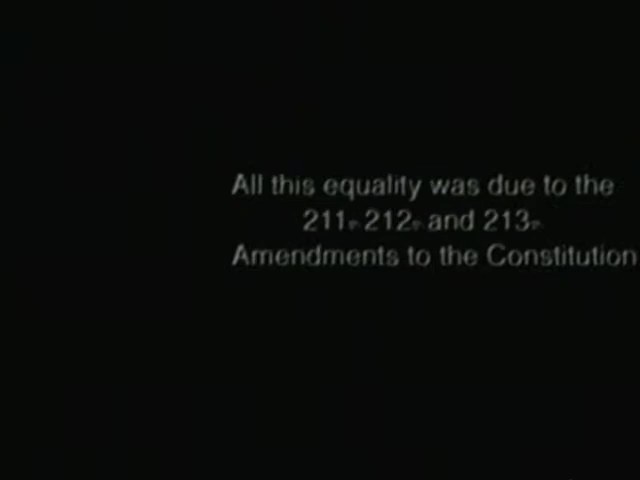 All this equality was due to the
211 212 and 213
Amendments to the Constitution